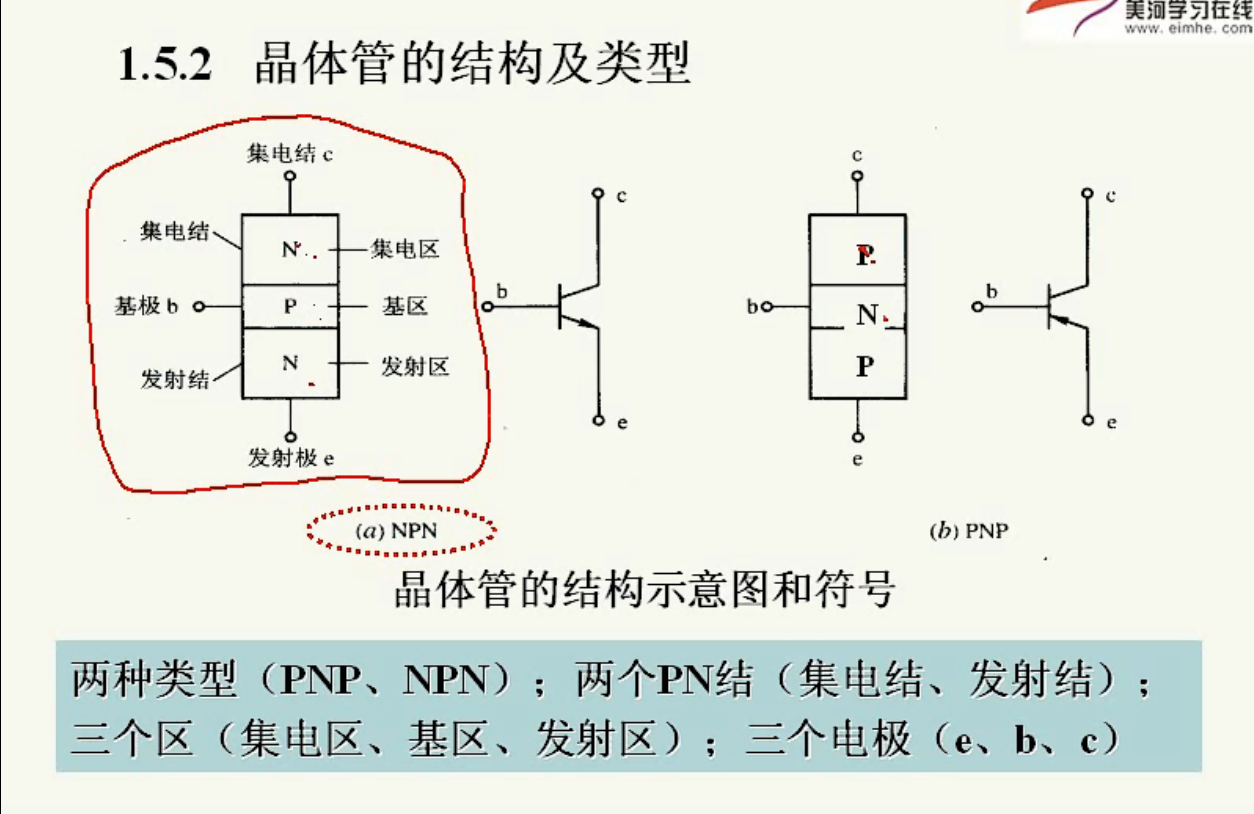 美河学习在线
www. eimhe. com
1.5.2 晶体管的结构及类型
集电结 c
集电结
N
集电区
基极 b
P
基区
发射结
N
发射区
发射极 e
c
b
e
(a) NPN
c
P
b
N
P
e
c
b
e
(b) PNP
晶体管的结构示意图和符号
两种类型（PNP、NPN）；两个PN结（集电结、发射结）；
三个区（集电区、基区、发射区）；三个电极（e、b、c）